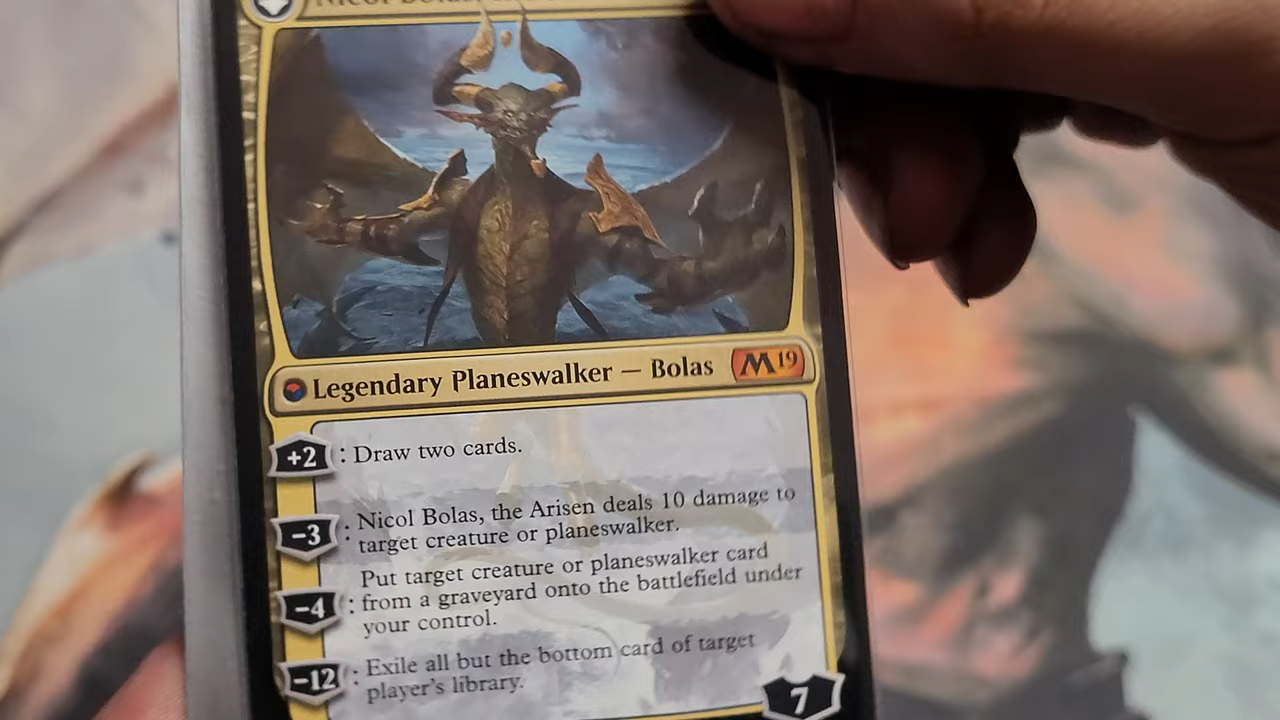 Nicol Bolas,
Legendary Planeswalker — Bolas M19
+2 : Draw two cards.
−3 : Nicol Bolas, the Arisen deals 10 damage to
target creature or planeswalker.
Put target creature or planeswalker card
−4 : from a graveyard onto the battlefield under
your control.
−12 : Exile all but the bottom card of target
player's library.
7